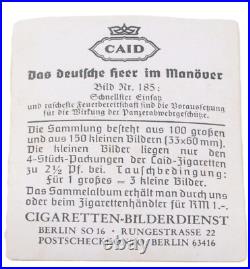 CAID
Das deutsche Heer im Manöver
Bild Nr. 185:
Schnellster Einsatz
und rascheste Feuerbereitschaft sind die Voraussetzung
für die Wirkung der Panzerabwehrgeschütze.
Die Sammlung besteht aus 100 großen
und aus 150 kleinen Bildern (33x60 mm).
Die kleinen Bilder liegen nur den
4-Stück-Packungen der Caid-Zigaretten
zu 2½ Pf. bei. Tauschbedingung:
Für 1 großes - 3 kleine Bilder.
Das Sammelalbum erhält man durch uns
oder beim Zigarettenhändler für RM 1.-.
CIGARETTEN-BILDERDIENST
BERLIN SO 16 · RUNGESTRASSE 22
POSTSCHECK-KONTO/BERLIN 63416